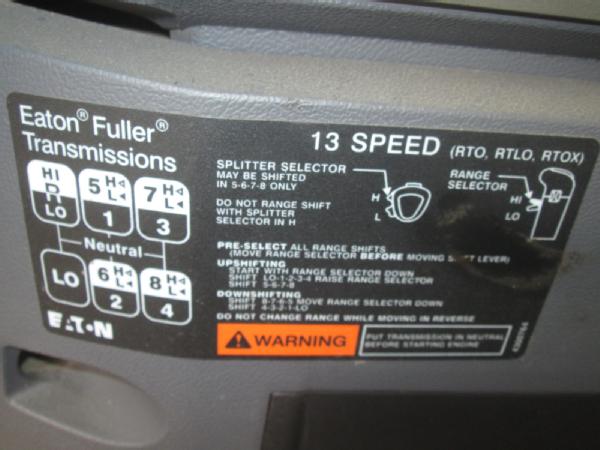 Eaton® Fuller®
Transmissions
13 SPEED (RTO, RTLO, RTOX)
HI
R
LO
5 H
L
1
7 H
L
3
Neutral
LO
6 H
L
2
8 H
L
4
EATON
SPLITTER SELECTOR
MAY BE SHIFTED
IN 5-6-7-8 ONLY
DO NOT RANGE SHIFT
WITH SPLITTER
SELECTOR IN H
H
L
RANGE
SELECTOR
HI
LO
PRE-SELECT ALL RANGE SHIFTS
(MOVE RANGE SELECTOR BEFORE MOVING SHIFT LEVER)
UPSHIFTING
START WITH RANGE SELECTOR DOWN
SHIFT LO-1-2-3-4 RAISE RANGE SELECTOR
SHIFT 5-6-7-8
DOWNSHIFTING
SHIFT 8-7-6-5 MOVE RANGE SELECTOR DOWN
SHIFT 4-3-2-1-LO
DO NOT CHANGE RANGE WHILE MOVING IN REVERSE
WARNING
PUT TRANSMISSION IN NEUTRAL
BEFORE STARTING ENGINE